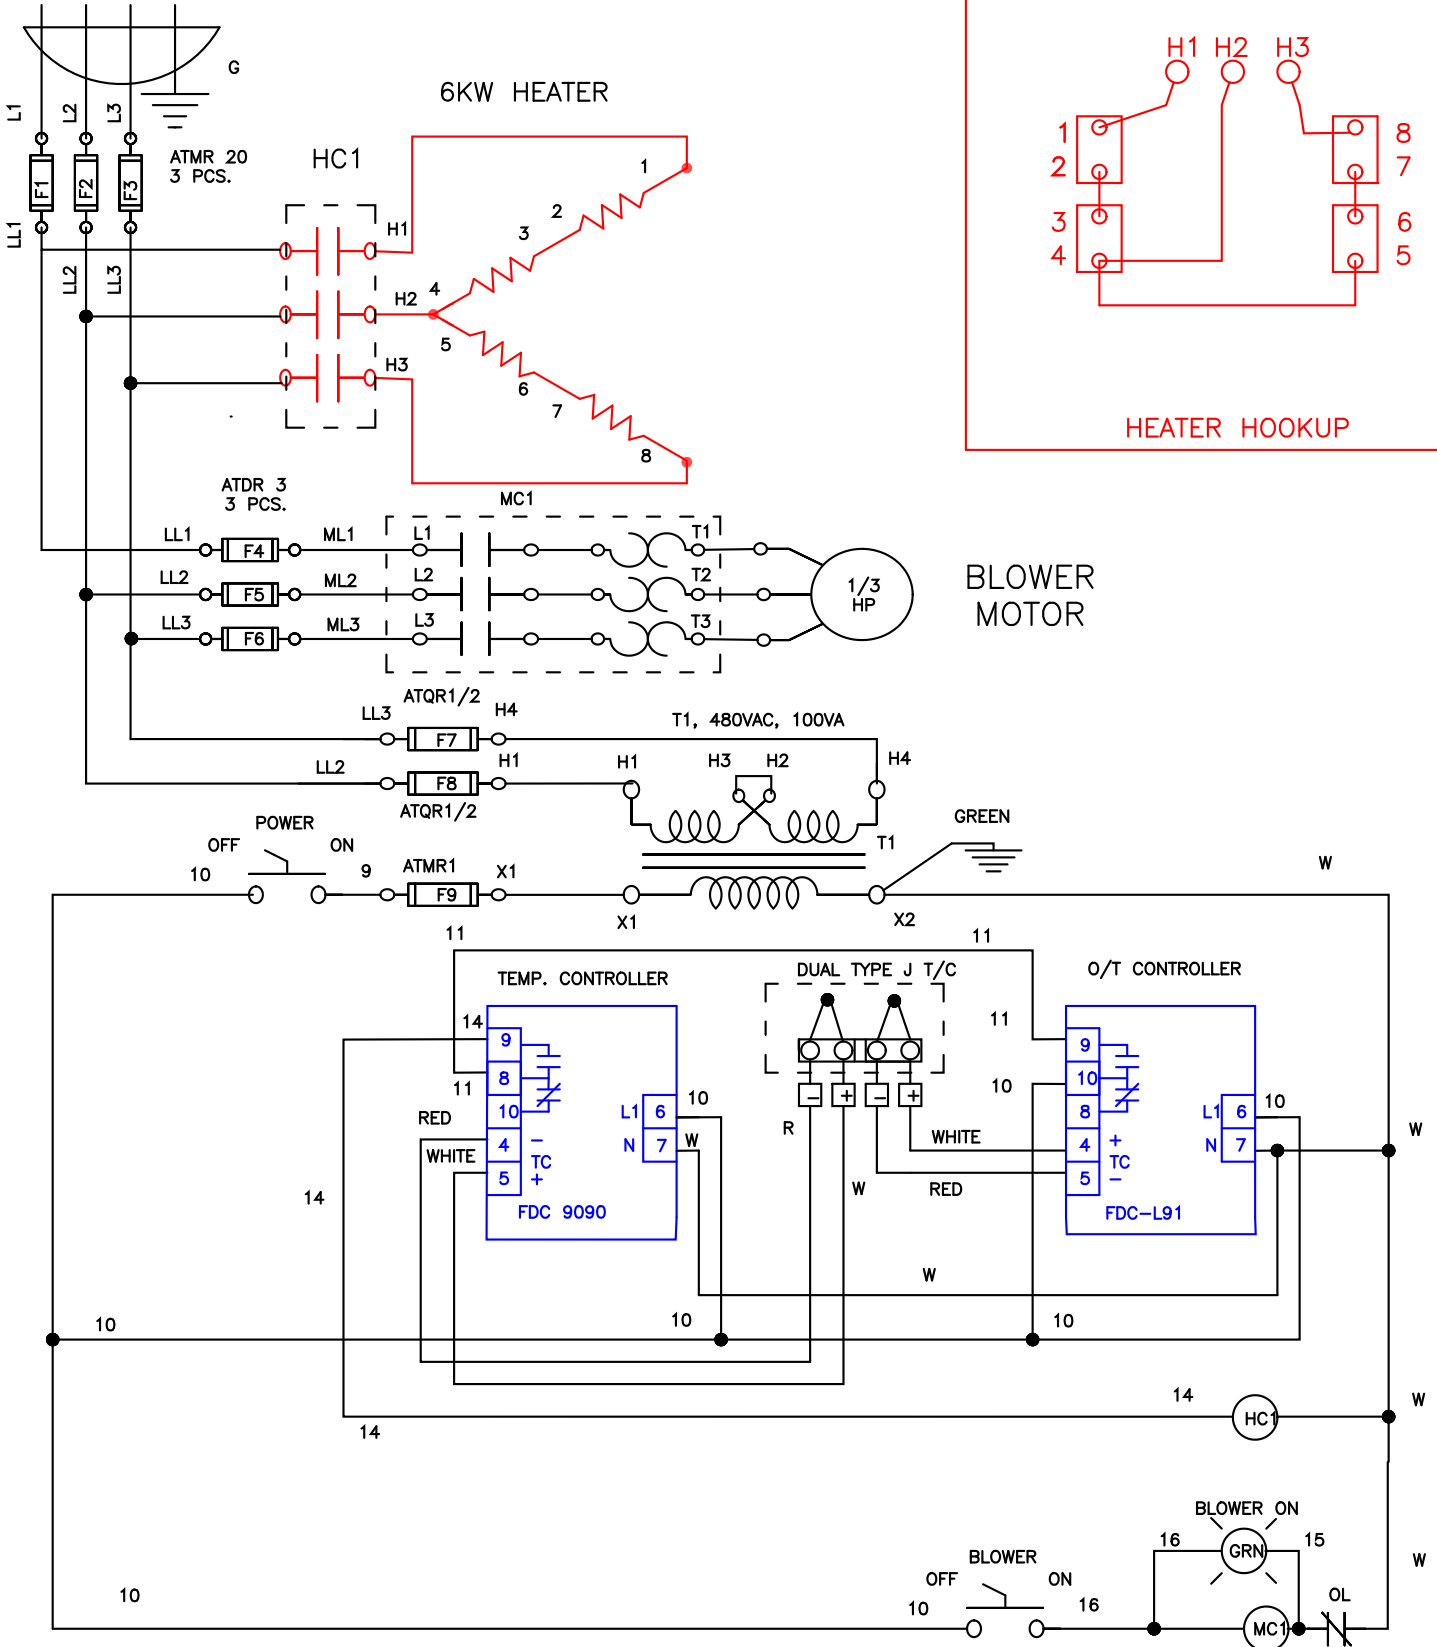 G
L1
L2
L3
ATMR 20
3 PCS.
F1
F2
F3
LL1
LL2
LL3
HC1
6KW HEATER
H1
H2
H3
1
2
3
4
5
6
7
8
H1 H2 H3
1
2
3
4
8
7
6
5
HEATER HOOKUP
ATDR 3
3 PCS.
MC1
LL1
F4
ML1
L1
T1
LL2
F5
ML2
L2
T2
LL3
F6
ML3
L3
T3
1/3
HP
BLOWER
MOTOR
ATQR1/2
LL3
F7
H4
T1, 480VAC, 100VA
LL2
F8
H1
ATQR1/2
H1
H3
H2
H4
T1
GREEN
POWER
OFF
ON
10
9
ATMR1
F9
X1
X1
X2
W
11
11
TEMP. CONTROLLER
DUAL TYPE J T/C
O/T CONTROLLER
14
9
11
8
10
RED
4
−
WHITE
TC
5
+
L1
6
10
N
7
W
FDC 9090
−
+
−
+
R
W
WHITE
RED
11
9
10
10
8
4
+
TC
5
−
L1
6
10
N
7
FDC−L91
W
14
W
10
10
10
14
14
HC1
W
BLOWER ON
16
GRN
15
W
BLOWER
OFF
ON
10
10
16
MC1
OL